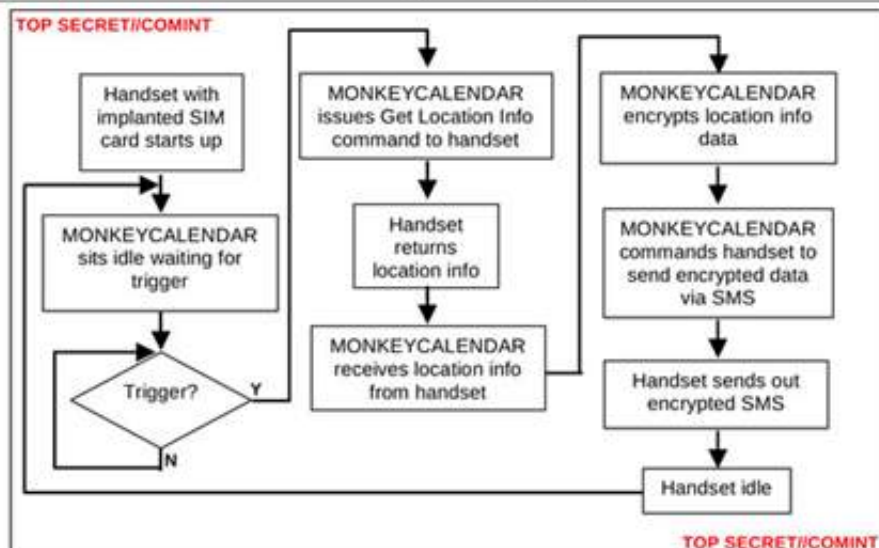 TOP SECRET//COMINT
Handset with
implanted SIM
card starts up
MONKEYCALENDAR
sits idle waiting for
trigger
Trigger?
Y
N
MONKEYCALENDAR
issues Get Location Info
command to handset
Handset
returns
location info
MONKEYCALENDAR
receives location info
from handset
MONKEYCALENDAR
encrypts location info
data
MONKEYCALENDAR
commands handset to
send encrypted data
via SMS
Handset sends out
encrypted SMS
Handset idle
TOP SECRET//COMINT